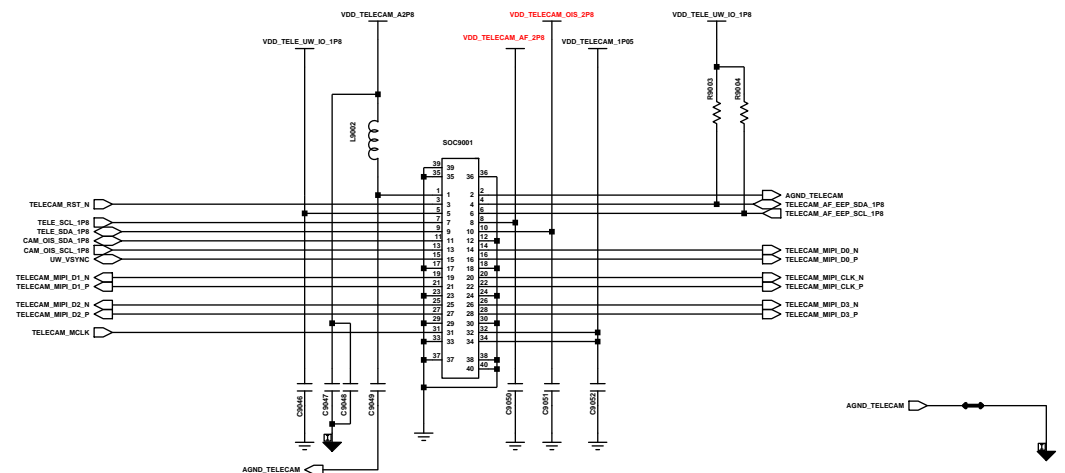 VDD_TELECAM_A2P8
VDD_TELECAM_OIS_2P8
VDD_TELE_UW_IO_1P8
VDD_TELE_UW_IO_1P8
VDD_TELECAM_AF_2P8
VDD_TELECAM_1P05
R9003
R9004
L9002
SOC9001
39 39
35 35 36 36
1 1 2 2 AGND_TELECAM
TELECAM_RST_N 3 3 4 4 TELECAM_AF_EEP_SDA_1P8
5 5 6 6 TELECAM_AF_EEP_SCL_1P8
TELE_SCL_1P8 7 7 8 8
TELE_SDA_1P8 9 9 10 10
CAM_OIS_SDA_1P8 11 11 12 12
CAM_OIS_SCL_1P8 13 13 14 14 TELECAM_MIPI_D0_N
UW_VSYNC 15 15 16 16 TELECAM_MIPI_D0_P
17 17 18 18
TELECAM_MIPI_D1_N 19 19 20 20 TELECAM_MIPI_CLK_N
TELECAM_MIPI_D1_P 21 21 22 22 TELECAM_MIPI_CLK_P
23 23 24 24
TELECAM_MIPI_D2_N 25 25 26 26 TELECAM_MIPI_D3_N
TELECAM_MIPI_D2_P 27 27 28 28 TELECAM_MIPI_D3_P
29 29 30 30
TELECAM_MCLK 31 31 32 32
33 33 34 34
37 37 38 38
40 40
C9046
C9047
C9048
C9049
C9050
C9051
C9052
AGND_TELECAM
AGND_TELECAM